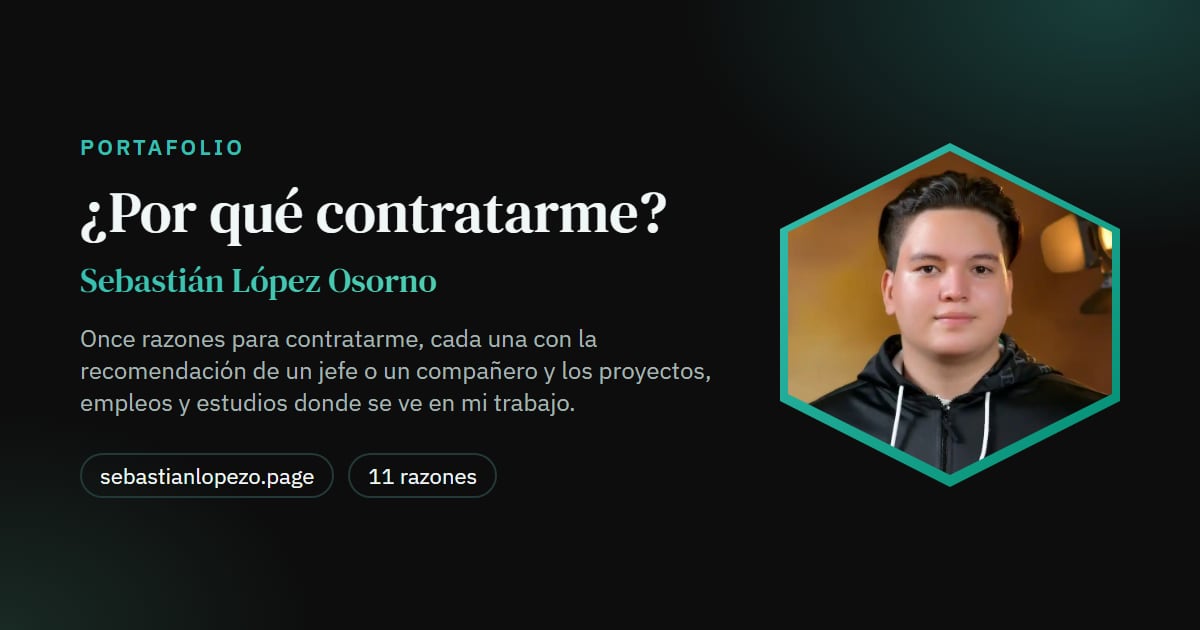 PORTAFOLIO
¿Por qué contratarme?
Sebastián López Osorno
Once razones para contratarme, cada una con la
recomendación de un jefe o un compañero y los proyectos,
empleos y estudios donde se ve en mi trabajo.
sebastianlopezo.page
11 razones